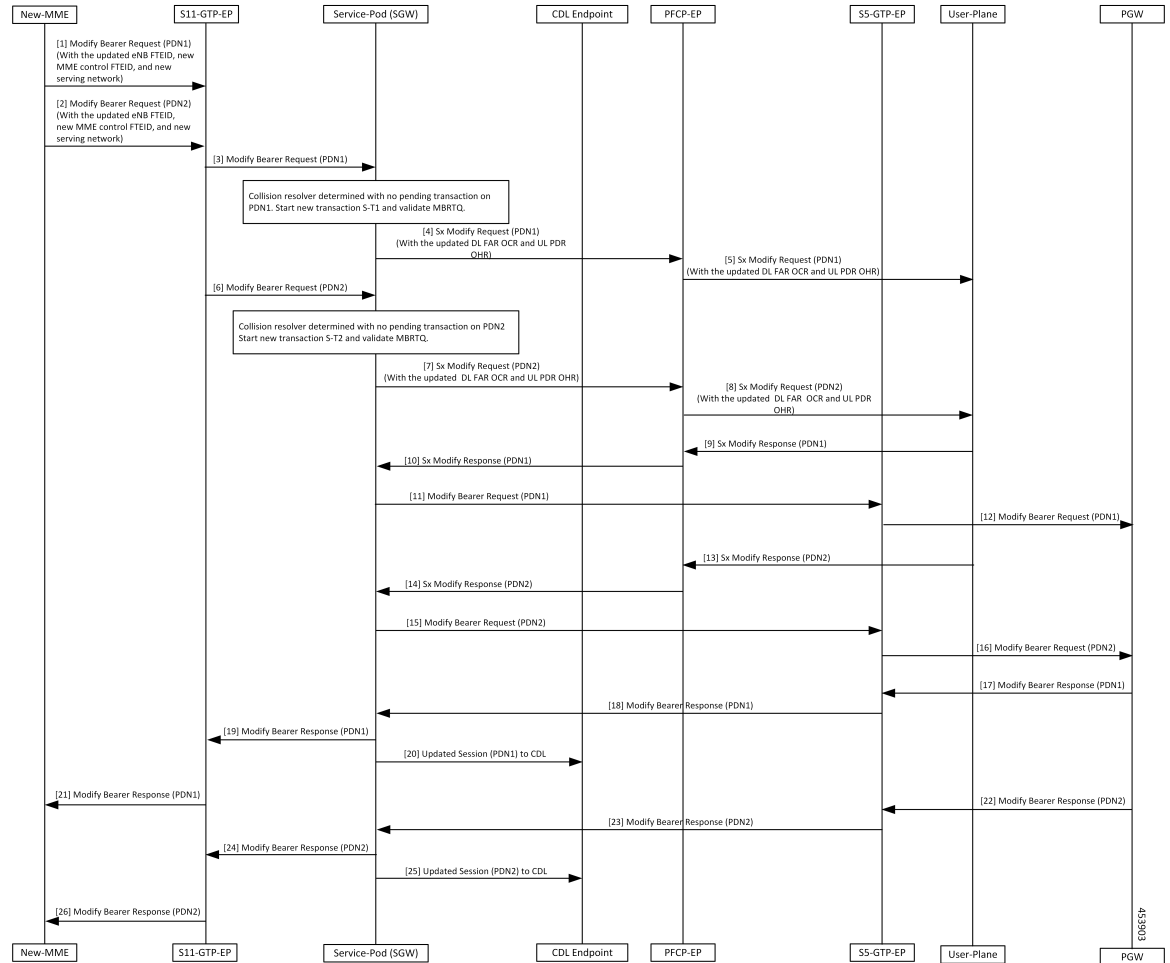 New-MME
S11-GTP-EP
Service-Pod (SGW)
CDL Endpoint
PFCP-EP
S5-GTP-EP
User-Plane
PGW
[1] Modify Bearer Request (PDN1)
(With the updated eNB FTEID, new
MME control FTEID, and new
serving network)
[2] Modify Bearer Request (PDN2)
(With the updated eNB FTEID,
new MME control FTEID, and new
serving network)
[3] Modify Bearer Request (PDN1)
Collision resolver determined with no pending transaction on
PDN1. Start new transaction S-T1 and validate MBRTQ.
[4] Sx Modify Request (PDN1)
(With the updated DL FAR OCR and UL PDR
OHR)
[5] Sx Modify Request (PDN1)
(With the updated DL FAR OCR and UL PDR OHR)
[6] Modify Bearer Request (PDN2)
Collision resolver determined with no pending transaction on PDN2
Start new transaction S-T2 and validate MBRTQ.
[7] Sx Modify Request (PDN2)
(With the updated DL FAR OCR and UL PDR OHR)
[8] Sx Modify Request (PDN2)
(With the updated DL FAR OCR and UL PDR
OHR)
[9] Sx Modify Response (PDN1)
[10] Sx Modify Response (PDN1)
[11] Modify Bearer Request (PDN1)
[12] Modify Bearer Request (PDN1)
[13] Sx Modify Response (PDN2)
[14] Sx Modify Response (PDN2)
[15] Modify Bearer Request (PDN2)
[16] Modify Bearer Request (PDN2)
[17] Modify Bearer Response (PDN1)
[18] Modify Bearer Response (PDN1)
[19] Modify Bearer Response (PDN1)
[20] Updated Session (PDN1) to CDL
[21] Modify Bearer Response (PDN1)
[22] Modify Bearer Response (PDN2)
[23] Modify Bearer Response (PDN2)
[24] Modify Bearer Response (PDN2)
[25] Updated Session (PDN2) to CDL
[26] Modify Bearer Response (PDN2)
453903
New-MME
S11-GTP-EP
Service-Pod (SGW)
CDL Endpoint
PFCP-EP
S5-GTP-EP
User-Plane
PGW